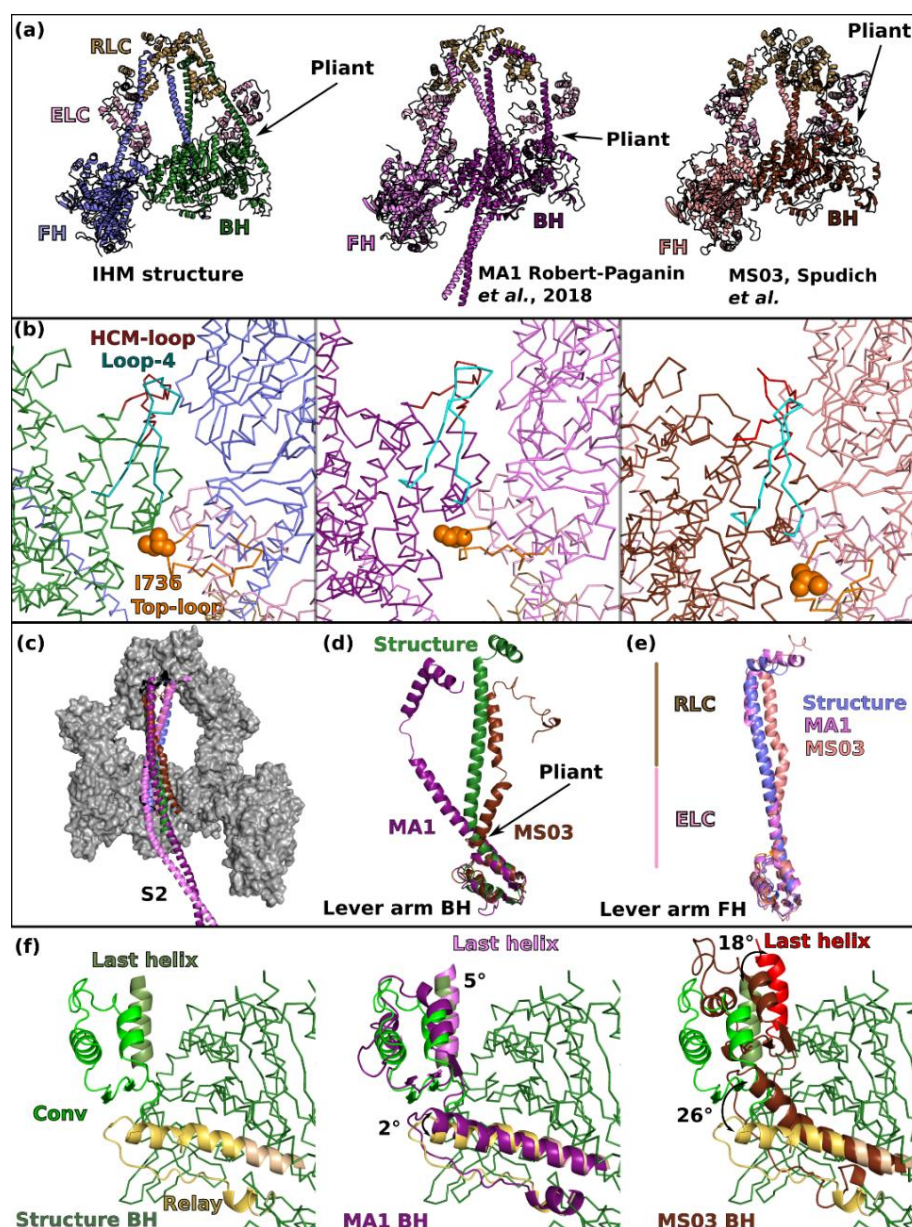 (a)
RLC
Pliant
ELC
FH
BH
IHM structure
Pliant
FH
BH
MA1 Robert-Paganin
et al., 2018
Pliant
FH
BH
MS03, Spudich
et al.
(b)
HCM-loop
Loop-4
I736
Top-loop
(c)
S2
(d)
Structure
MA1
Pliant
MS03
Lever arm BH
(e)
RLC
ELC
Structure
MA1
MS03
Lever arm FH
(f)
Last helix
Conv
Relay
Structure BH
Last helix
5°
2°
MA1 BH
18°
Last helix
26°
MS03 BH